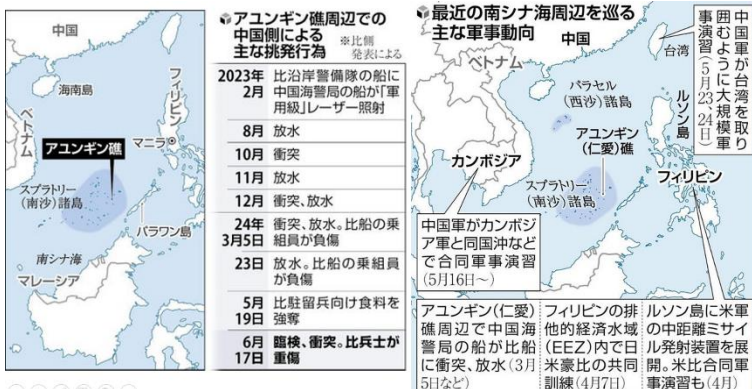 中国
海南島
ベトナム
フィリピン
マニラ
アユンギン礁
スプラトリー
(南沙)諸島
パラワン島
南シナ海
マレーシア
アユンギン礁周辺での
中国側による
主な挑発行為
※比側
発表による
2023年
2月
比沿岸警備隊の船に
中国海警局の船が「軍
用級」レーザー照射
8月 放水
10月 衝突
11月 放水
12月 衝突、放水
24年
3月5日
衝突、放水。比船の乗
組員が負傷
23日
放水。比船の乗組員
が負傷
5月
19日
比駐留兵向け食料を
強奪
6月
17日
臨検、衝突。比兵士が
重傷
最近の南シナ海周辺を巡る
主な軍事動向
中国
台湾
ベトナム
パラセル
(西沙)諸島
ルソン島
アユンギン
(仁愛)礁
カンボジア
スプラトリー
(南沙)諸島
フィリピン
中国軍が台湾を取り
囲むように大規模軍
事演習(5月23、24日)
中国軍がカンボジ
ア軍と同国沖など
で合同軍事演習
(5月16日~)
アユンギン(仁愛)
礁周辺で中国海
警局の船が比船
に衝突、放水(3月
5日など)
フィリピンの排
他的経済水域
(EEZ)内で日
米豪比の共同
訓練(4月7日)
ルソン島に米軍
の中距離ミサイ
ル発射装置を展
開。米比合同軍
事演習も(4月)